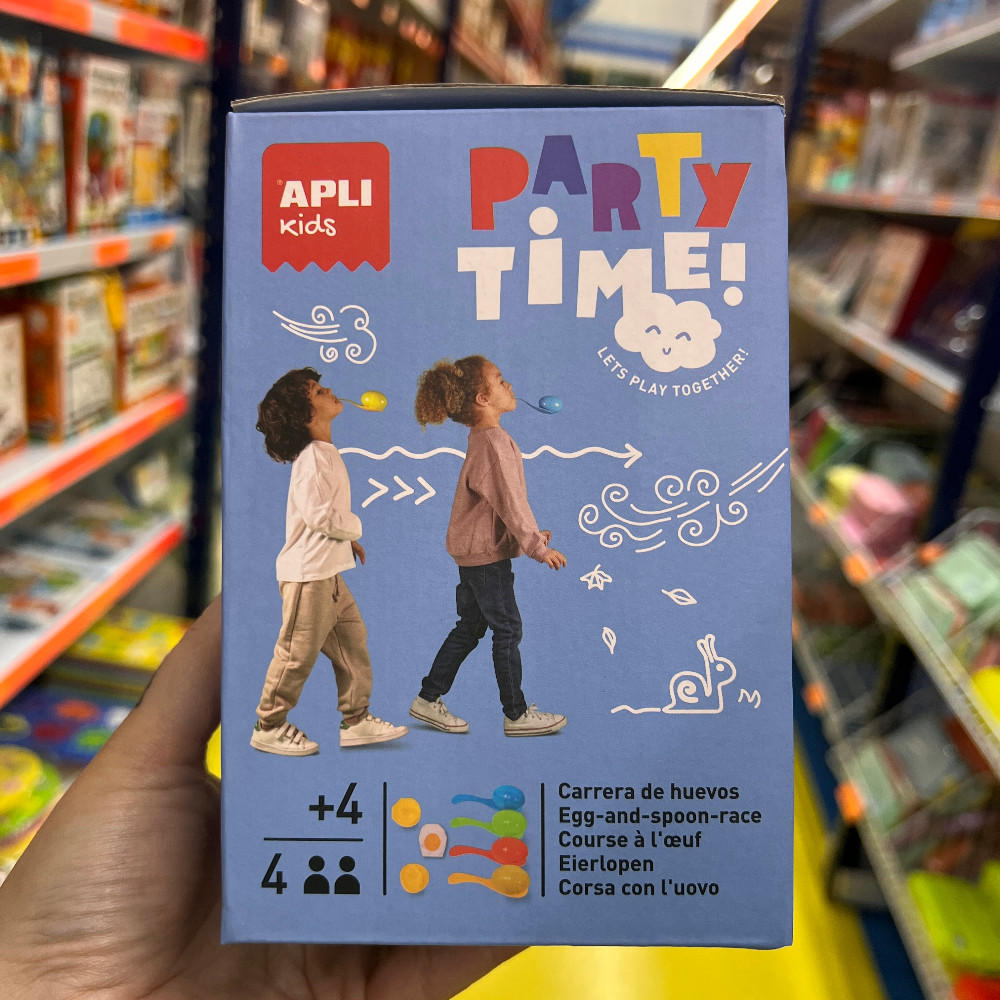 APLI
kids
PARTY
TIME!
LETS PLAY TOGETHER!
+4
4
Carrera de huevos
Egg-and-spoon-race
Course à l'œuf
Eierlopen
Corsa con l'uovo